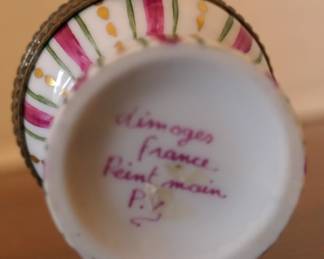 Limoges
France
Peint main
P.V.